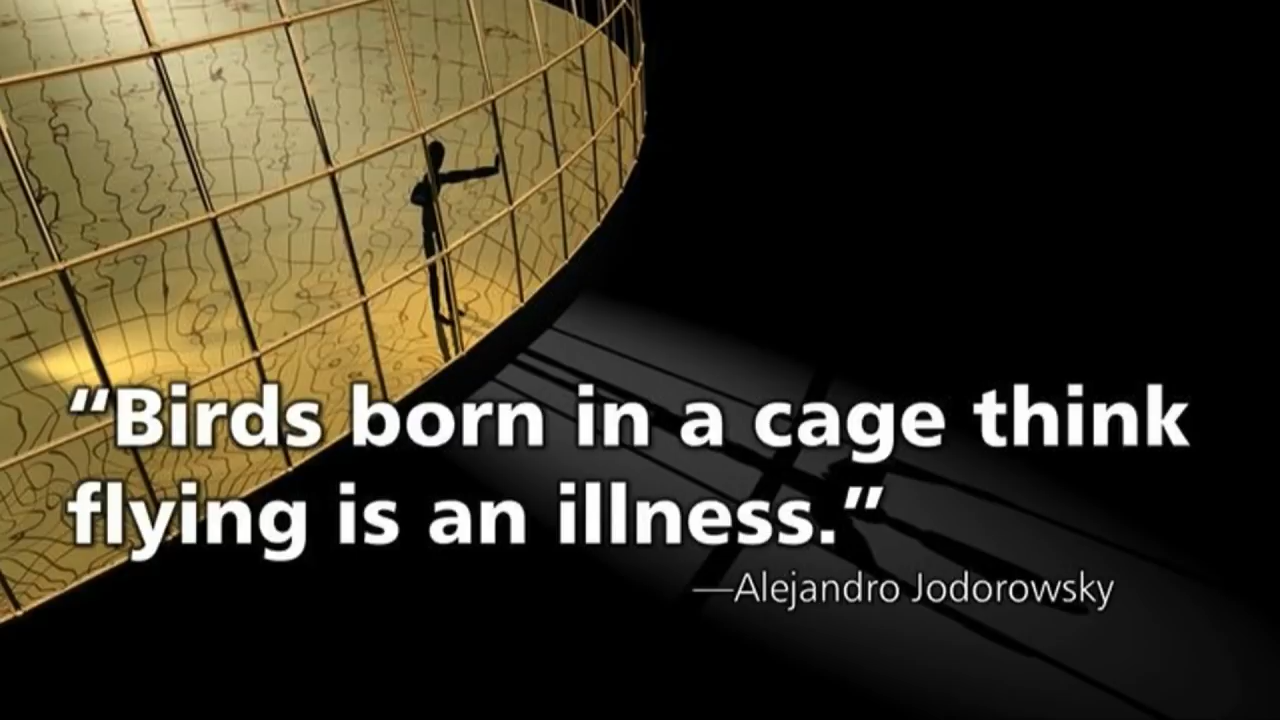 “Birds born in a cage think
flying is an illness.”
—Alejandro Jodorowsky